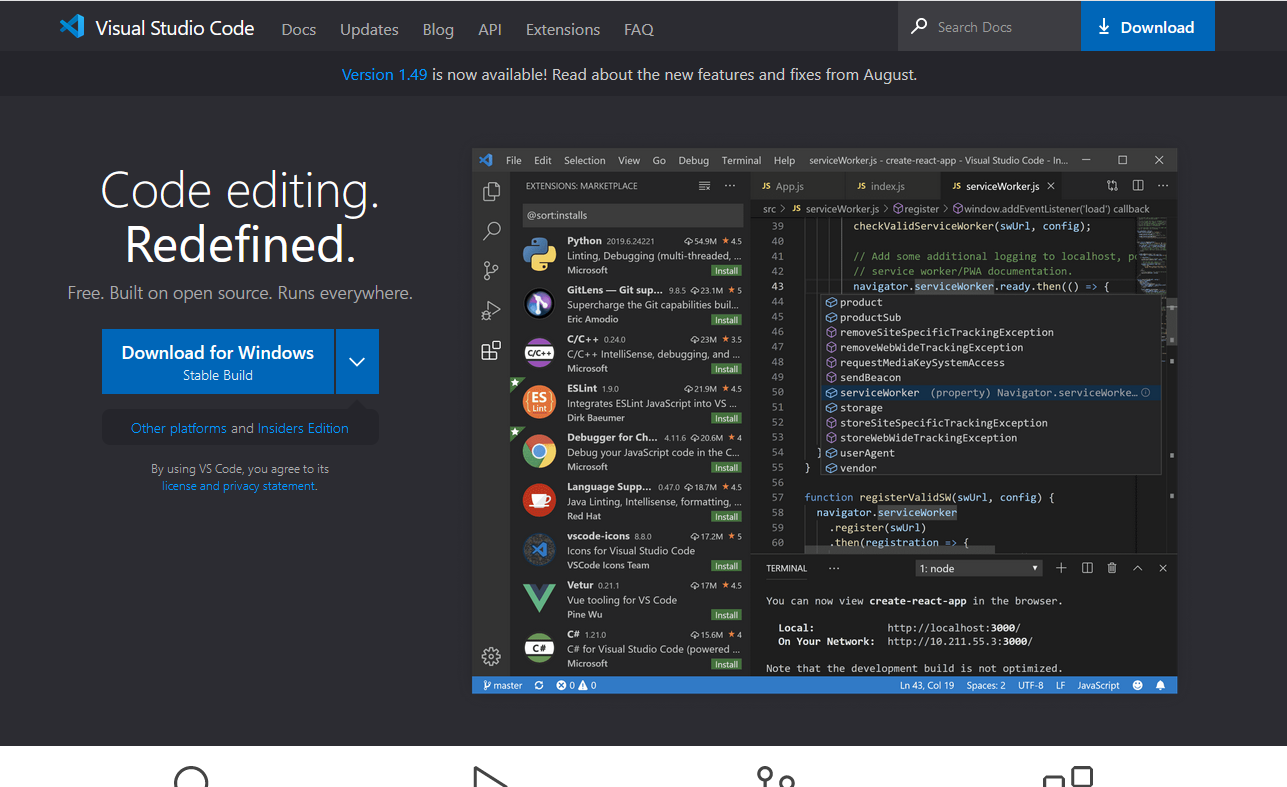 Visual Studio Code Docs Updates Blog API Extensions FAQ Search Docs Download
Version 1.49 is now available! Read about the new features and fixes from August.
Code editing.
Redefined.
Free. Built on open source. Runs everywhere.
Download for Windows
Stable Build
Other platforms and Insiders Edition
By using VS Code, you agree to its
license and privacy statement.
File Edit Selection View Go Debug Terminal Help serviceWorker.js - create-react-app - Visual Studio Code - In...
EXTENSIONS: MARKETPLACE ...
@sort:installs
Python 2019.6.24221 54.9M ★ 4.5
Linting, Debugging (multi-threaded, ...
Microsoft Install
GitLens — Git sup... 9.8.5 23.1M ★ 5
Supercharge the Git capabilities buil...
Eric Amodio Install
C/C++ 0.24.0 23M ★ 3.5
C/C++ IntelliSense, debugging, and ...
Microsoft Install
ESLint 1.9.0 21.9M ★ 4.5
Integrates ESLint JavaScript into VS ...
Dirk Baeumer Install
Debugger for Ch... 4.11.6 20.6M ★ 4
Debug your JavaScript code in the C...
Microsoft Install
Language Supp... 0.47.0 18.7M ★ 4.5
Java Linting, Intellisense, formatting, ...
Red Hat Install
vscode-icons 8.8.0 17.2M ★ 5
Icons for Visual Studio Code
VSCode Icons Team Install
Vetur 0.21.1 17M ★ 4.5
Vue tooling for VS Code
Pine Wu Install
C# 1.21.0 15.6M ★ 4
C# for Visual Studio Code (powered ...
Microsoft Install
C/C++
ES
Lint
C#
JS App.js JS index.js JS serviceWorker.js ...
src > JS serviceWorker.js > register > window.addEventListener('load') callback
39 checkValidServiceWorker(swUrl, config);
40
41 // Add some additional logging to localhost, po
42 // service worker/PWA documentation.
43 navigator.serviceWorker.ready.then(() => {
44 product
45 productSub
46 removeSiteSpecificTrackingException
47 removeWebWideTrackingException
48 requestMediaKeySystemAccess
49 sendBeacon
50 serviceWorker (property) Navigator.serviceWorke...
51 storage
52 storeSiteSpecificTrackingException
53 storeWebWideTrackingException
54 } userAgent
55 } vendor
56
57 function registerValidSW(swUrl, config) {
58 navigator.serviceWorker
59 .register(swUrl)
60 .then(registration => {
TERMINAL ... 1: node
You can now view create-react-app in the browser.
Local: http://localhost:3000/
On Your Network: http://10.211.55.3:3000/
Note that the development build is not optimized.
master 0 0 Ln 43, Col 19 Spaces: 2 UTF-8 LF JavaScript